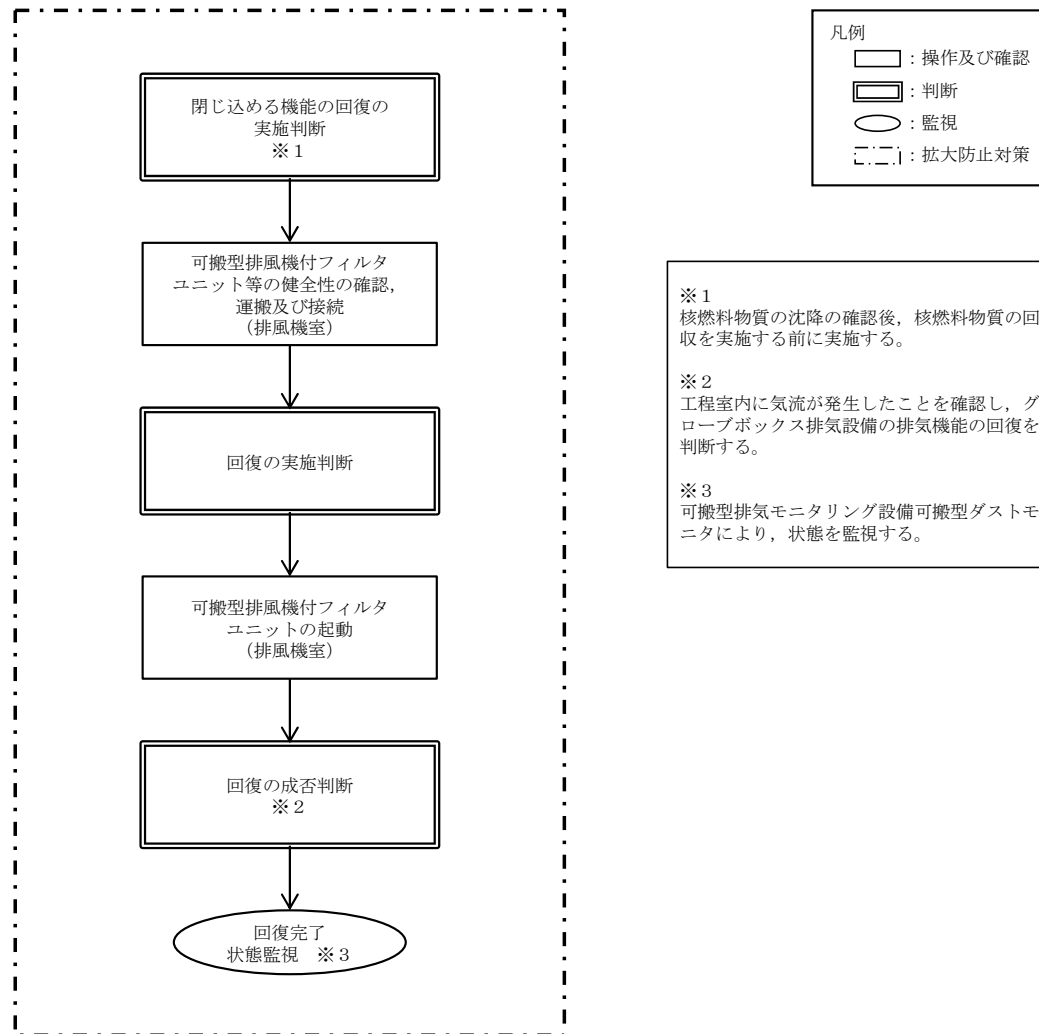 閉じ込める機能の回復の
実施判断
※１
可搬型排風機付フィルタ
ユニット等の健全性の確認，
運搬及び接続
（排風機室）
回復の実施判断
可搬型排風機付フィルタ
ユニットの起動
（排風機室）
回復の成否判断
※２
回復完了
状態監視　※３
凡例
：操作及び確認
：判断
：監視
：拡大防止対策
※１
核燃料物質の沈降の確認後，核燃料物質の回
収を実施する前に実施する。
※２
工程室内に気流が発生したことを確認し，グ
ローブボックス排気設備の排気機能の回復を
判断する。
※３
可搬型排気モニタリング設備可搬型ダストモ
ニタにより，状態を監視する。